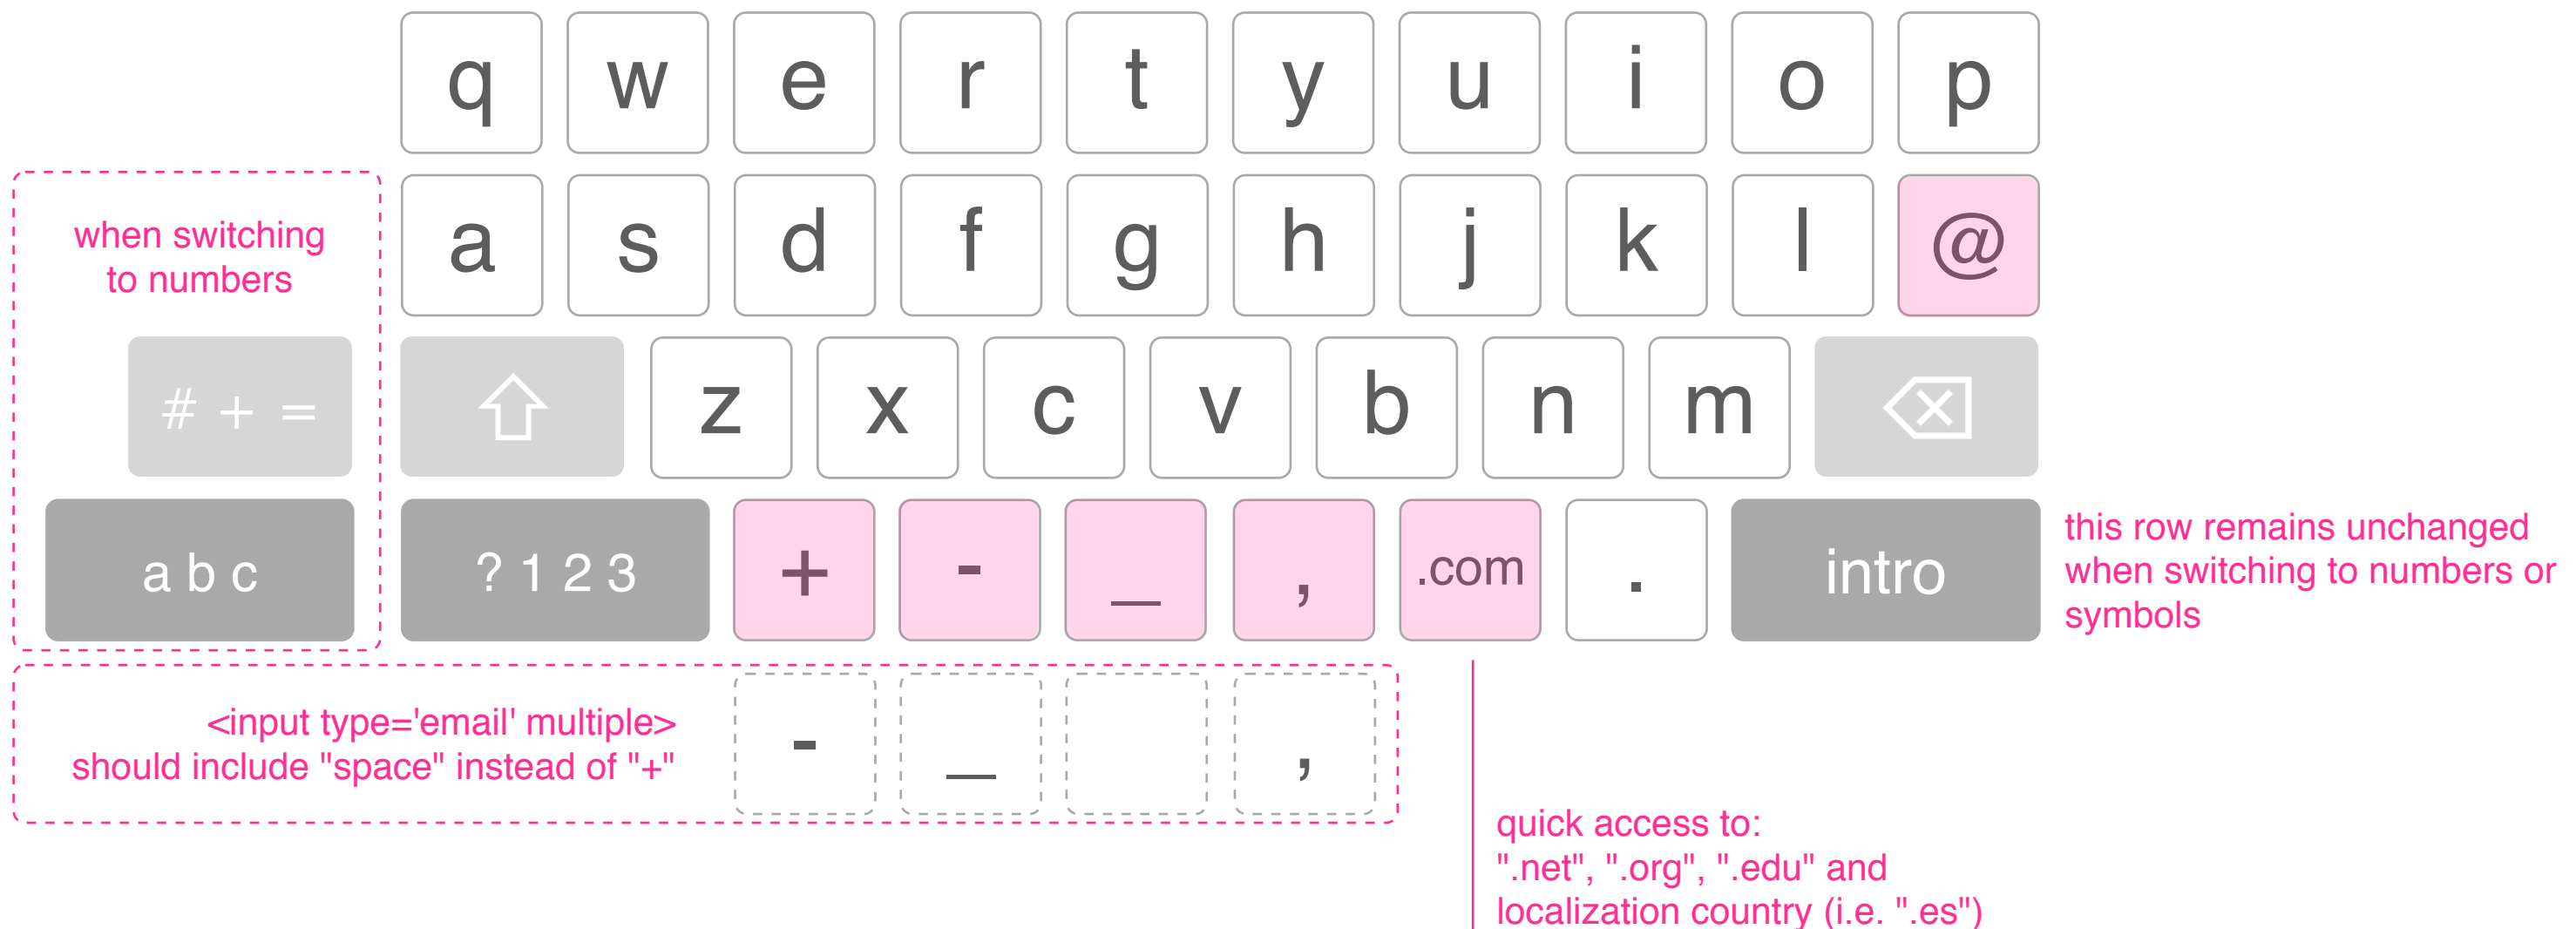 q w e r t y u i o p
when switching
to numbers
a s d f g h j k l @
# + =
z x c v b n m
a b c
? 1 2 3
+ - _ , .com .
intro
this row remains unchanged
when switching to numbers or
symbols
<input type='email' multiple>
should include "space" instead of "+"
- _ ,
quick access to:
".net", ".org", ".edu" and
localization country (i.e. ".es")